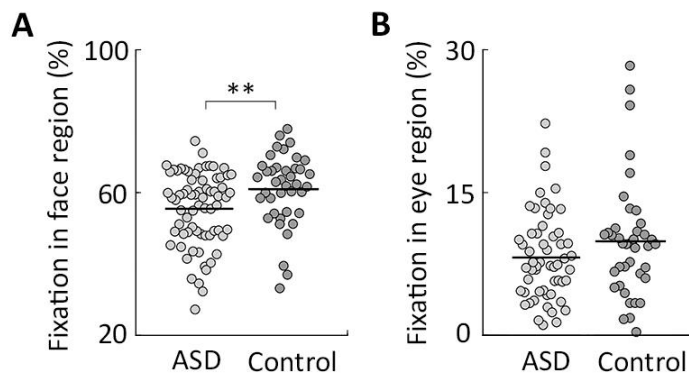 A
Fixation in face region (%)
100
60
20
**
ASD
Control
B
Fixation in eye region (%)
30
15
0
ASD
Control